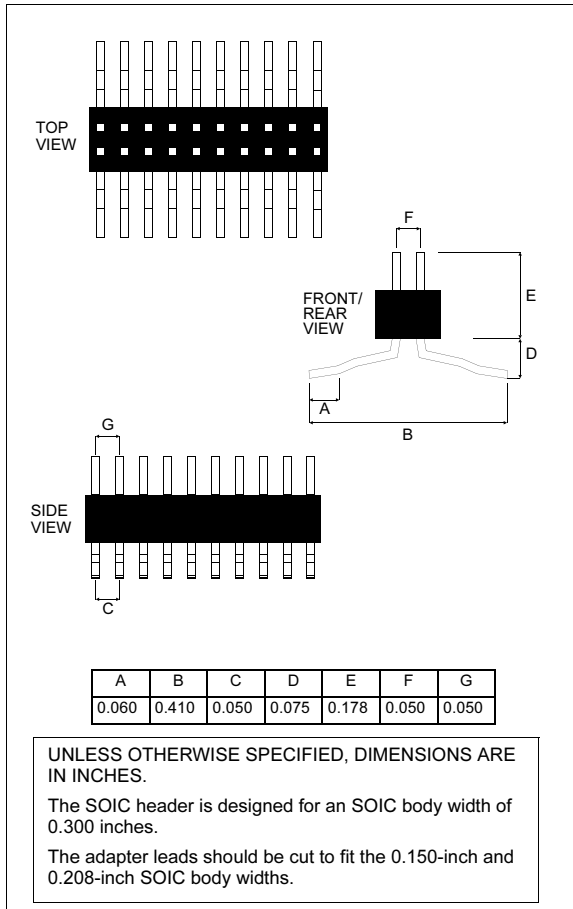 TOP
VIEW
F
FRONT/
REAR
VIEW
E
D
A
B
G
SIDE
VIEW
C
A B C D E F G
0.060 0.410 0.050 0.075 0.178 0.050 0.050
UNLESS OTHERWISE SPECIFIED, DIMENSIONS ARE
IN INCHES.
The SOIC header is designed for an SOIC body width of
0.300 inches.
The adapter leads should be cut to fit the 0.150-inch and
0.208-inch SOIC body widths.